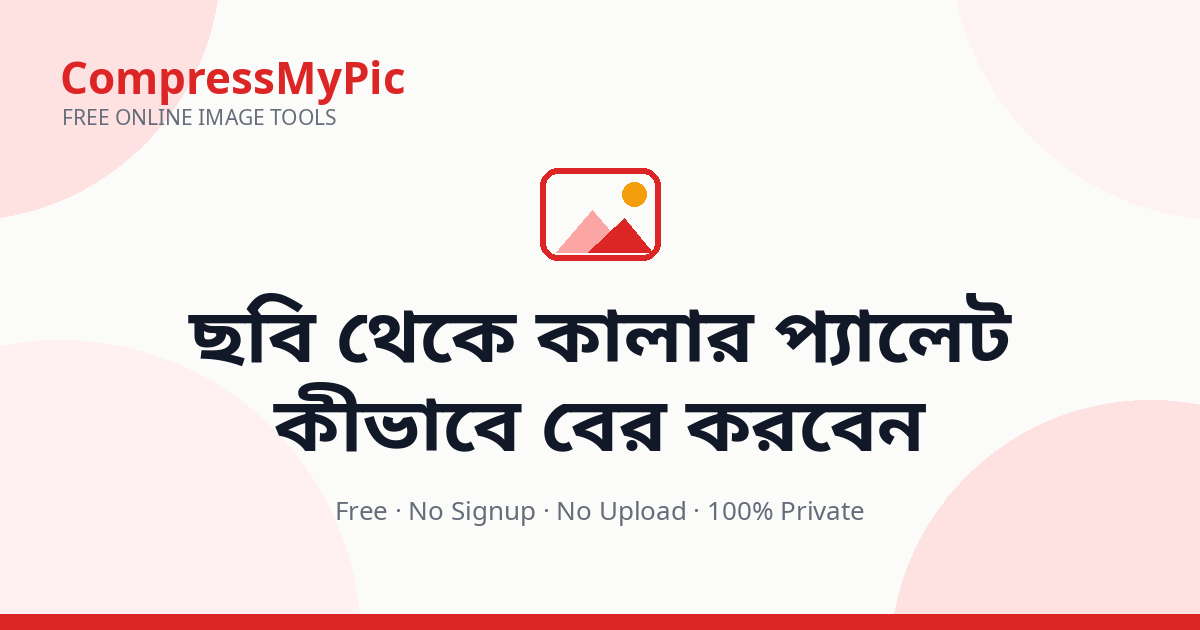 CompressMyPic
FREE ONLINE IMAGE TOOLS
ছবি থেকে কালার প্যালেট
কীভাবে বের করবেন
Free · No Signup · No Upload · 100% Private